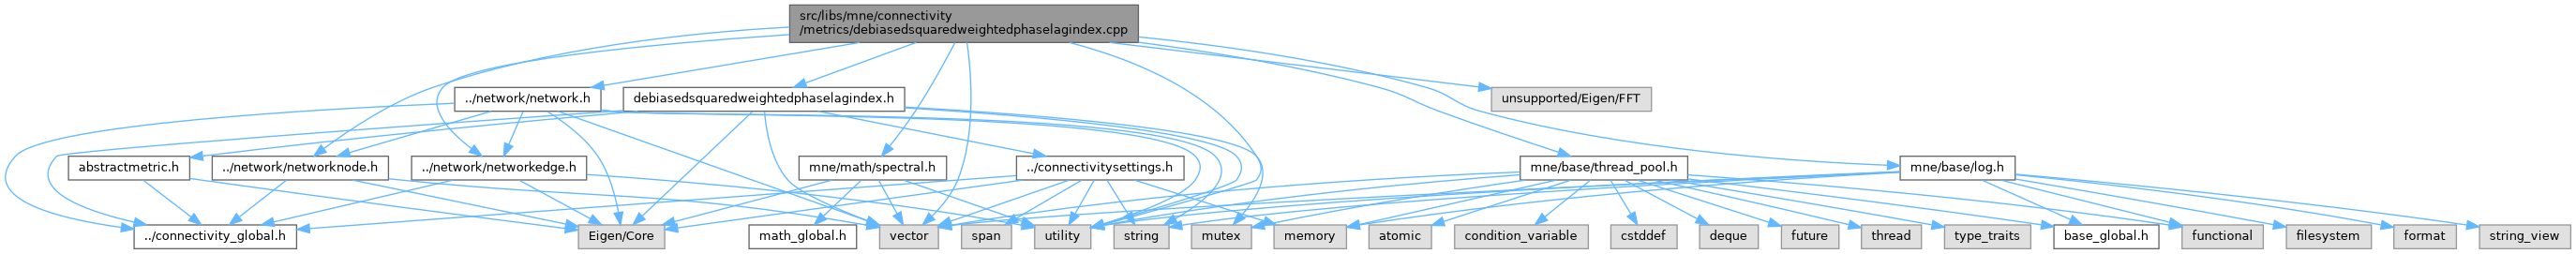 src/libs/mne/connectivity
/metrics/debiasedsquaredweightedphaselagindex.cpp
../network/network.h
debiasedsquaredweightedphaselagindex.h
unsupported/Eigen/FFT
abstractmetric.h
../network/networknode.h
../network/networkedge.h
mne/math/spectral.h
../connectivitysettings.h
mne/base/thread_pool.h
mne/base/log.h
../connectivity_global.h
Eigen/Core
math_global.h
vector
span
utility
string
mutex
memory
atomic
condition_variable
cstddef
deque
future
thread
type_traits
base_global.h
functional
filesystem
format
string_view